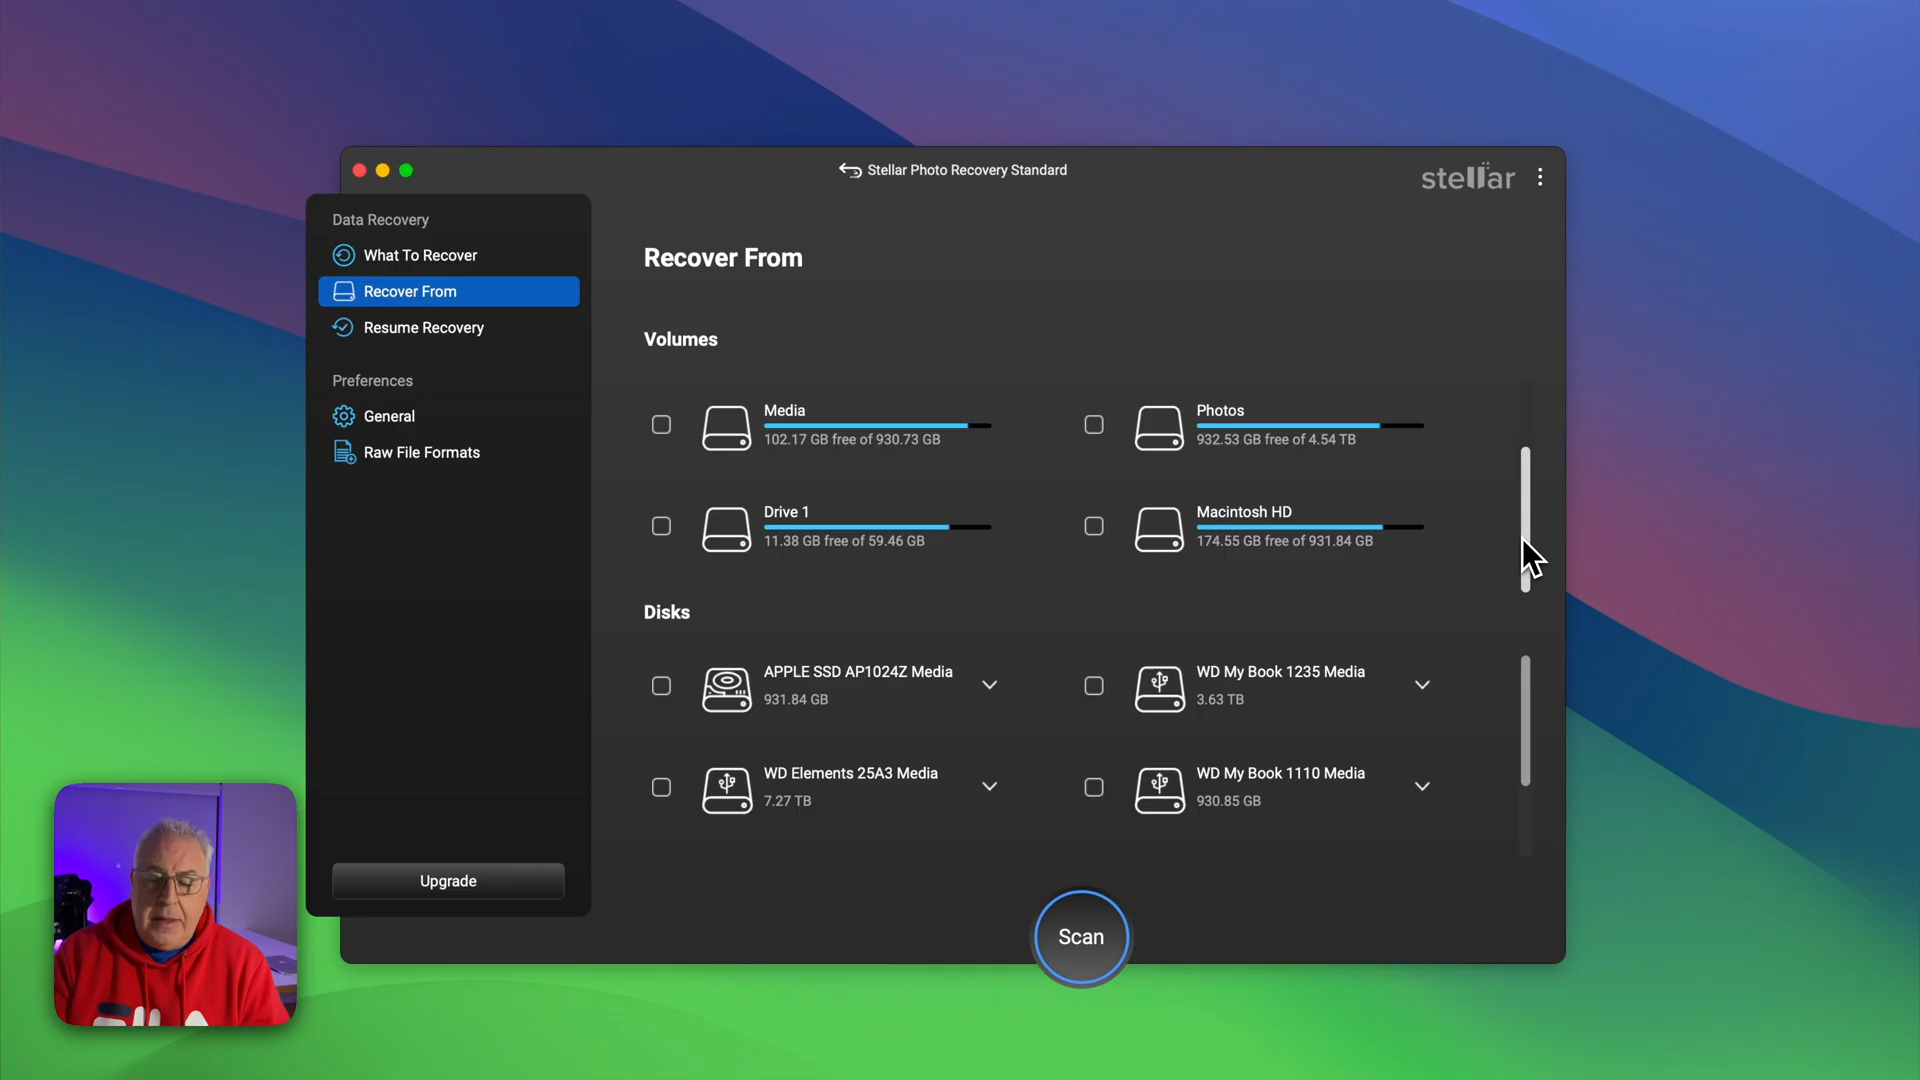 Stellar Photo Recovery Standard
stellar
Data Recovery
What To Recover
Recover From
Resume Recovery
Preferences
General
Raw File Formats
Upgrade
Recover From
Volumes
Media
102.17 GB free of 930.73 GB
Photos
932.53 GB free of 4.54 TB
Drive 1
11.38 GB free of 59.46 GB
Macintosh HD
174.55 GB free of 931.84 GB
Disks
APPLE SSD AP1024Z Media
931.84 GB
WD My Book 1235 Media
3.63 TB
WD Elements 25A3 Media
7.27 TB
WD My Book 1110 Media
930.85 GB
Scan